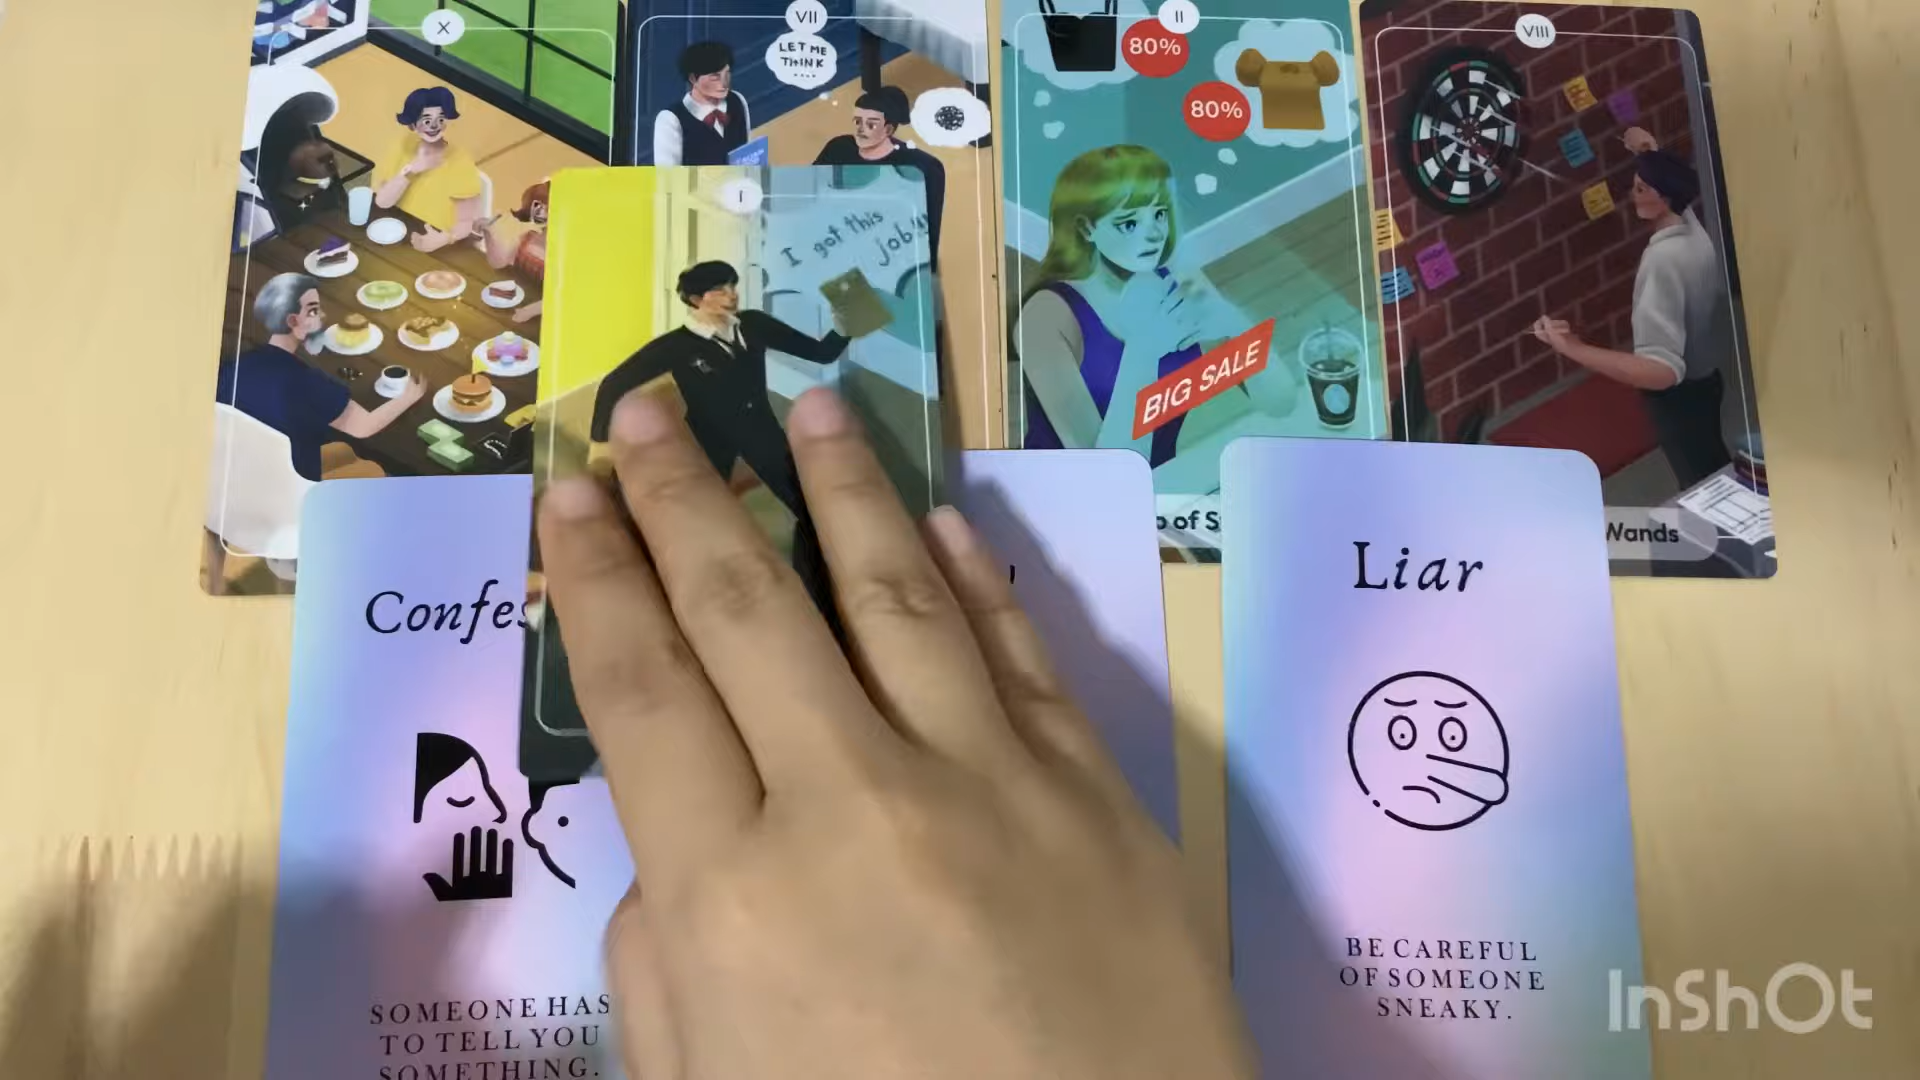 X
VII
LET ME
THINK
....
II
80%
80%
VIII
I
I got this
job!!
BIG SALE
of S
Wands
Confes
Liar
SOMEONE HAS
TO TELL YOU
SOMETHING.
BE CAREFUL
OF SOMEONE
SNEAKY.
InShOt